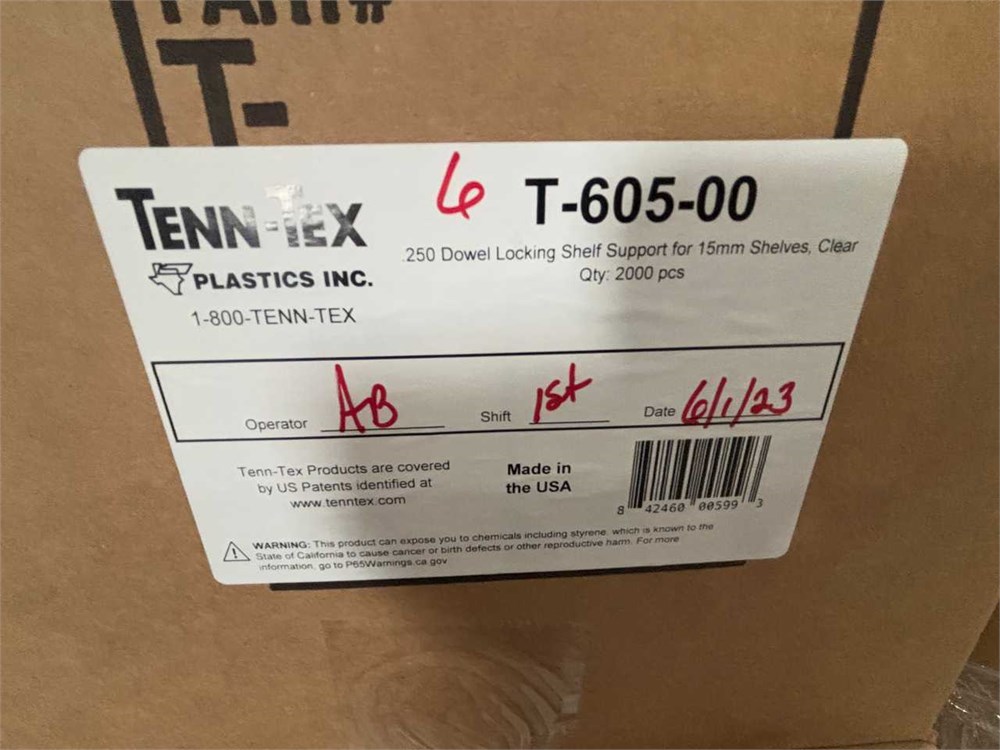 PART#
T-
6 T-605-00
TENN-TEX
PLASTICS INC.
1-800-TENN-TEX
.250 Dowel Locking Shelf Support for 15mm Shelves, Clear
Qty: 2000 pcs
Operator AB Shift 1st Date 6/1/23
Tenn-Tex Products are covered
by US Patents identified at
www.tenntex.com
Made in
the USA
8 42460 00599 3
WARNING: This product can expose you to chemicals including styrene, which is known to the
State of California to cause cancer or birth defects or other reproductive harm. For more
information, go to P65Warnings.ca.gov